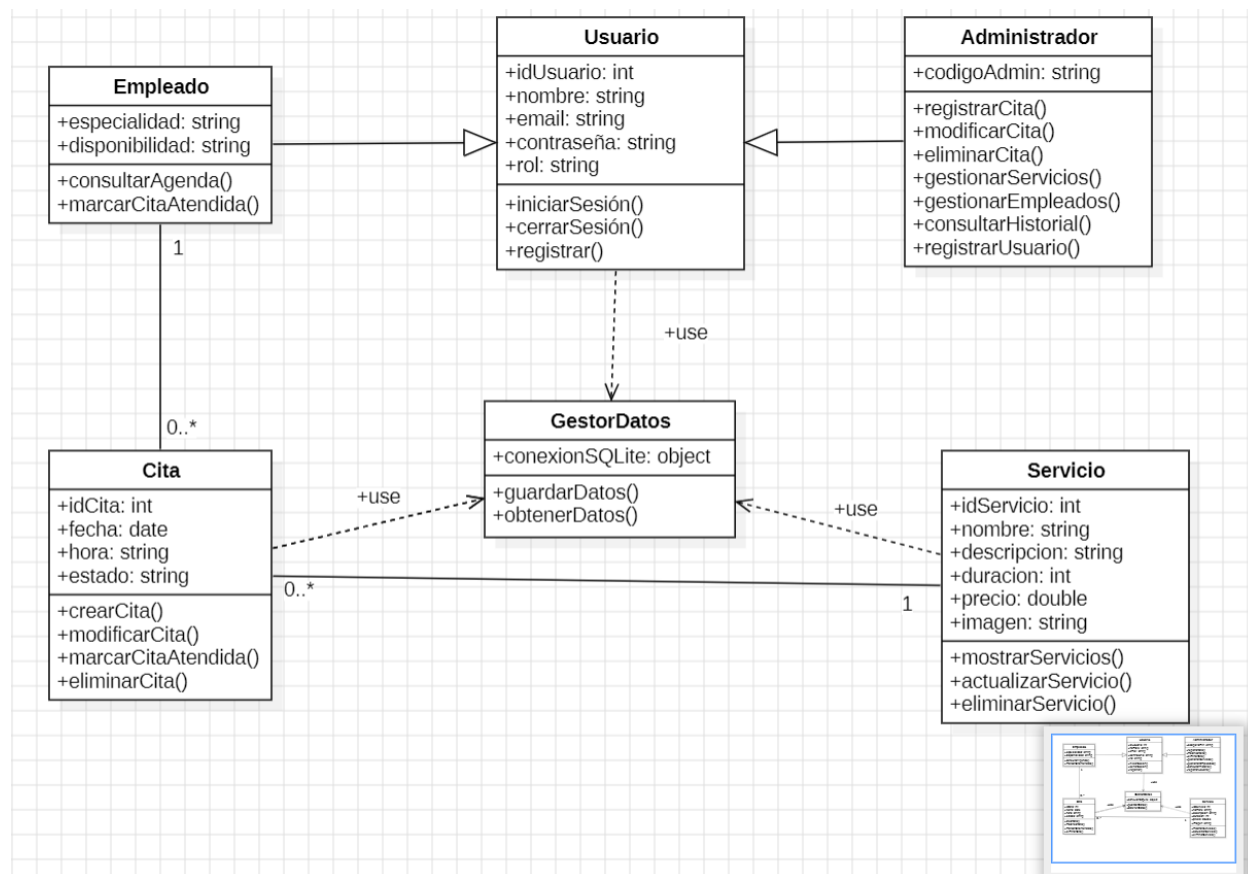 Empleado
+especialidad: string
+disponibilidad: string
+consultarAgenda()
+marcarCitaAtendida()
Usuario
+idUsuario: int
+nombre: string
+email: string
+contraseña: string
+rol: string
+iniciarSesión()
+cerrarSesión()
+registrar()
Administrador
+codigoAdmin: string
+registrarCita()
+modificarCita()
+eliminarCita()
+gestionarServicios()
+gestionarEmpleados()
+consultarHistorial()
+registrarUsuario()
1
0..*
+use
GestorDatos
+conexionSQLite: object
+guardarDatos()
+obtenerDatos()
Cita
+idCita: int
+fecha: date
+hora: string
+estado: string
+crearCita()
+modificarCita()
+marcarCitaAtendida()
+eliminarCita()
+use
+use
0..*
1
Servicio
+idServicio: int
+nombre: string
+descripcion: string
+duracion: int
+precio: double
+imagen: string
+mostrarServicios()
+actualizarServicio()
+eliminarServicio()